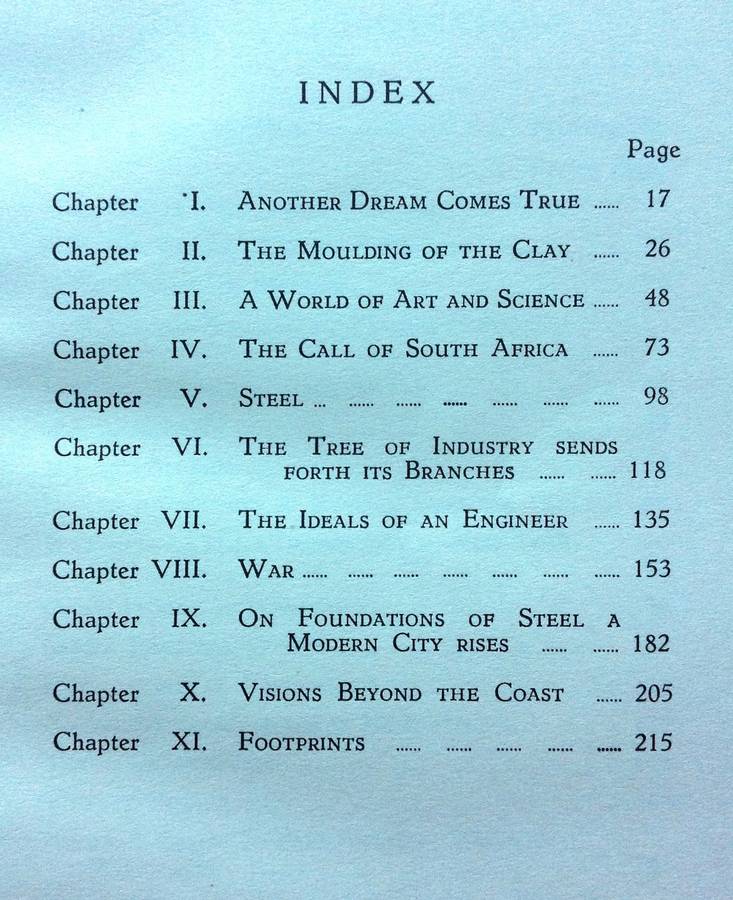 INDEX
Page
Chapter I. ANOTHER DREAM COMES TRUE ...... 17
Chapter II. THE MOULDING OF THE CLAY ...... 26
Chapter III. A WORLD OF ART AND SCIENCE ...... 48
Chapter IV. THE CALL OF SOUTH AFRICA ...... 73
Chapter V. STEEL ... ...... ...... ...... ...... ...... ...... 98
Chapter VI. THE TREE OF INDUSTRY SENDS
FORTH ITS BRANCHES ...... ...... 118
Chapter VII. THE IDEALS OF AN ENGINEER ...... 135
Chapter VIII. WAR ...... ...... ...... ...... ...... ...... ...... 153
Chapter IX. ON FOUNDATIONS OF STEEL A
MODERN CITY RISES ...... ...... 182
Chapter X. VISIONS BEYOND THE COAST ...... 205
Chapter XI. FOOTPRINTS ...... ...... ...... ...... ...... 215